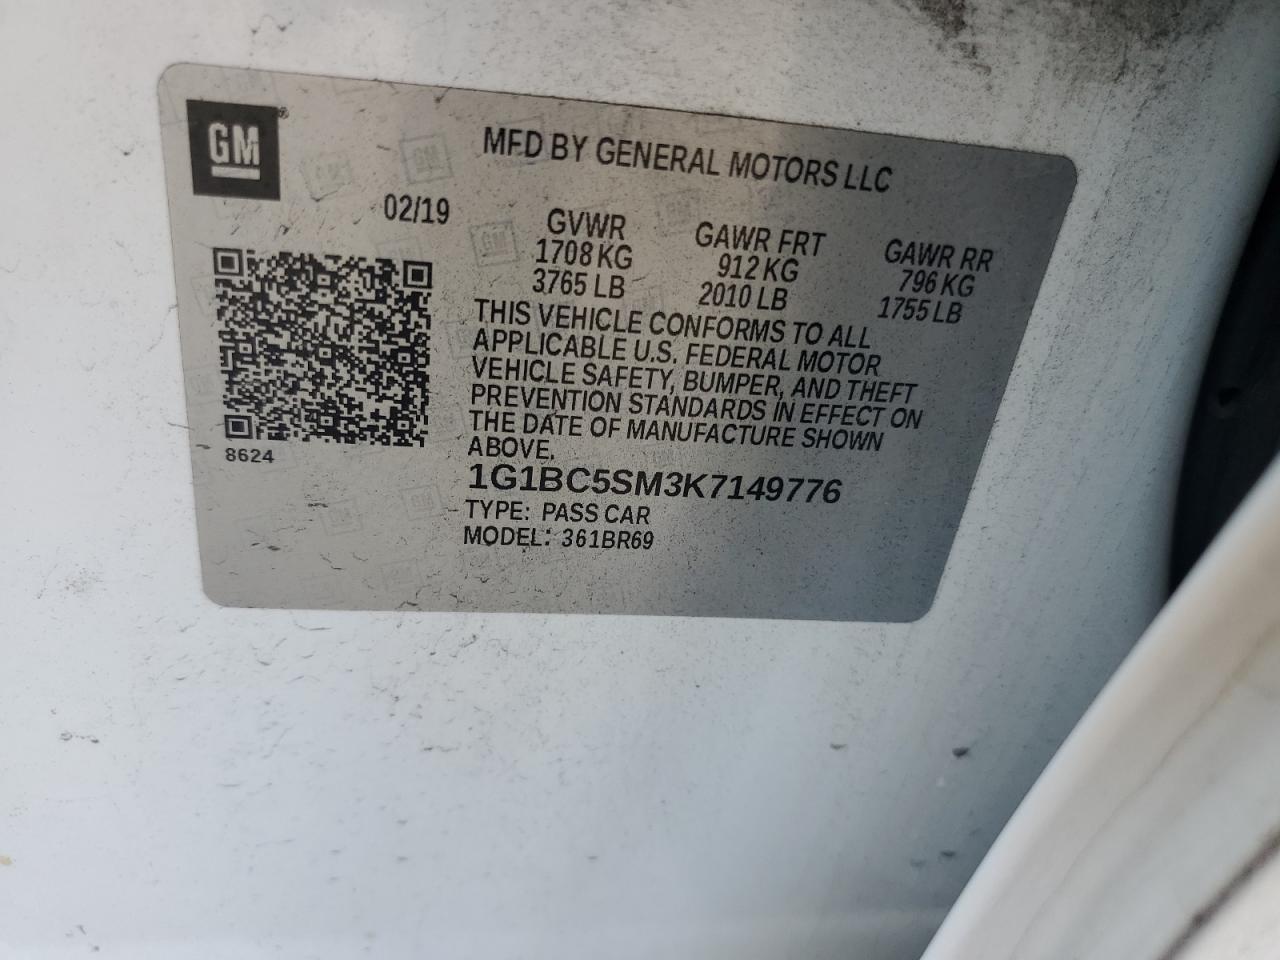 GM®
MFD BY GENERAL MOTORS LLC
02/19
GVWR GAWR FRT GAWR RR
1708 KG 912 KG 796 KG
3765 LB 2010 LB 1755 LB
THIS VEHICLE CONFORMS TO ALL
APPLICABLE U.S. FEDERAL MOTOR
VEHICLE SAFETY, BUMPER, AND THEFT
PREVENTION STANDARDS IN EFFECT ON
THE DATE OF MANUFACTURE SHOWN
ABOVE.
8624
1G1BC5SM3K7149776
TYPE: PASS CAR
MODEL: 361BR69